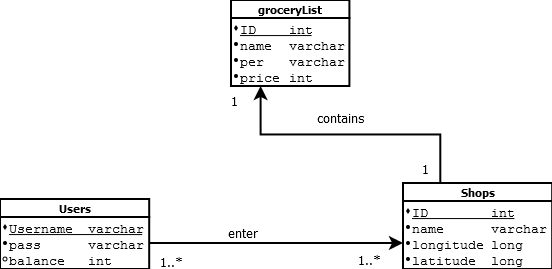 groceryList
ID int
name varchar
per varchar
price int
1
contains
1
Shops
ID int
name varchar
longitude long
latitude long
Users
Username varchar
pass varchar
balance int
enter
1..*
1..*